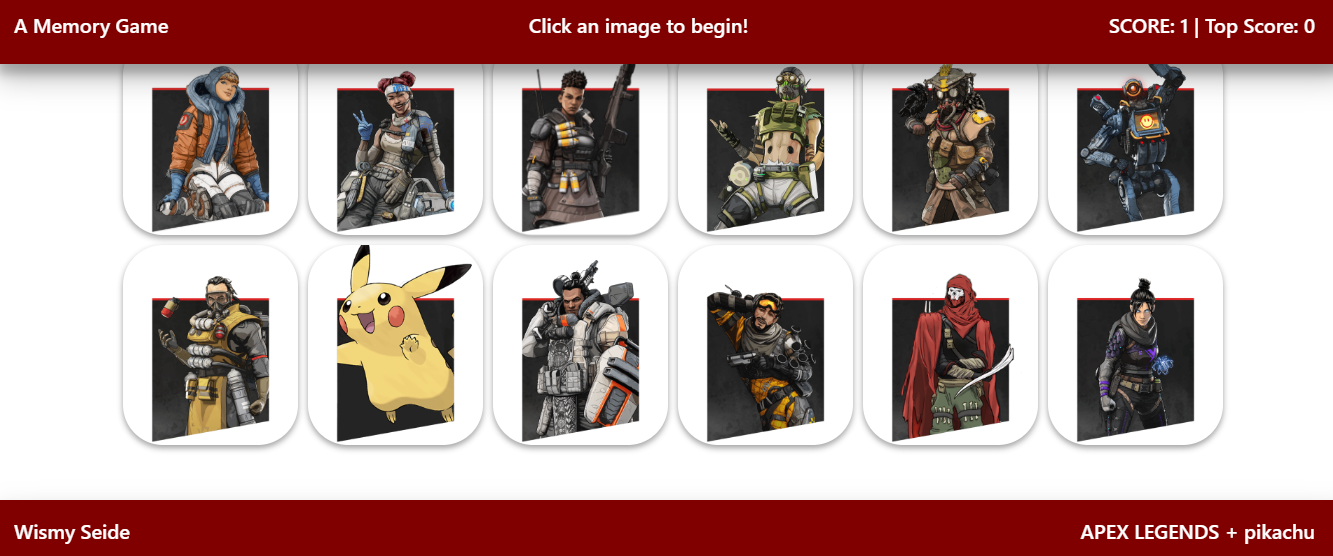 A Memory Game
Click an image to begin!
SCORE: 1 | Top Score: 0
Wismy Seide
APEX LEGENDS + pikachu